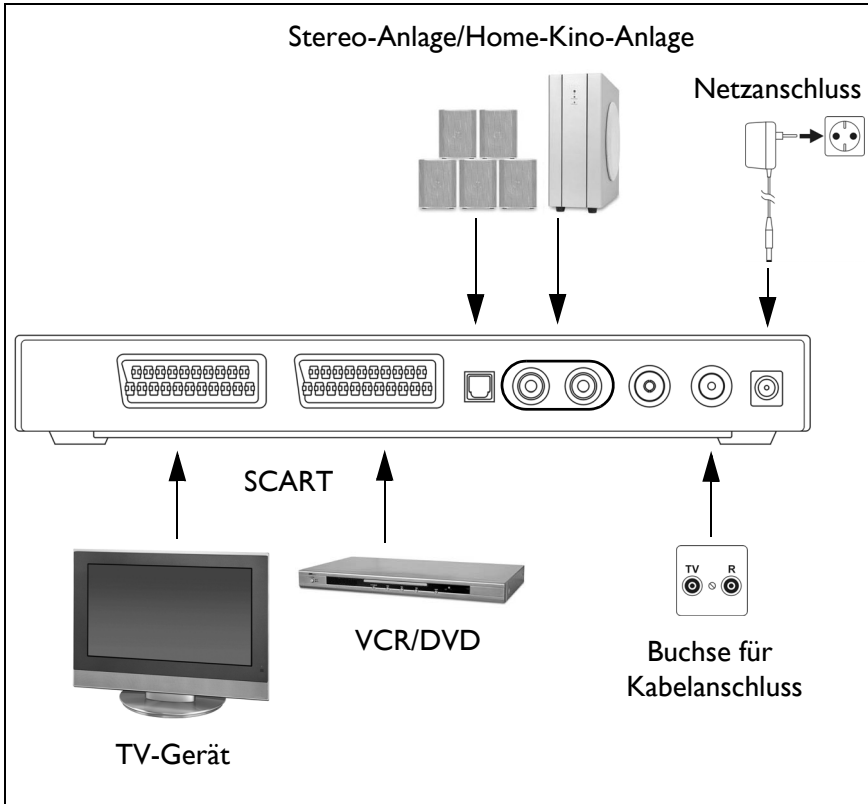 Stereo-Anlage/Home-Kino-Anlage
Netzanschluss
SCART
TV R
VCR/DVD
Buchse für
Kabelanschluss
TV-Gerät